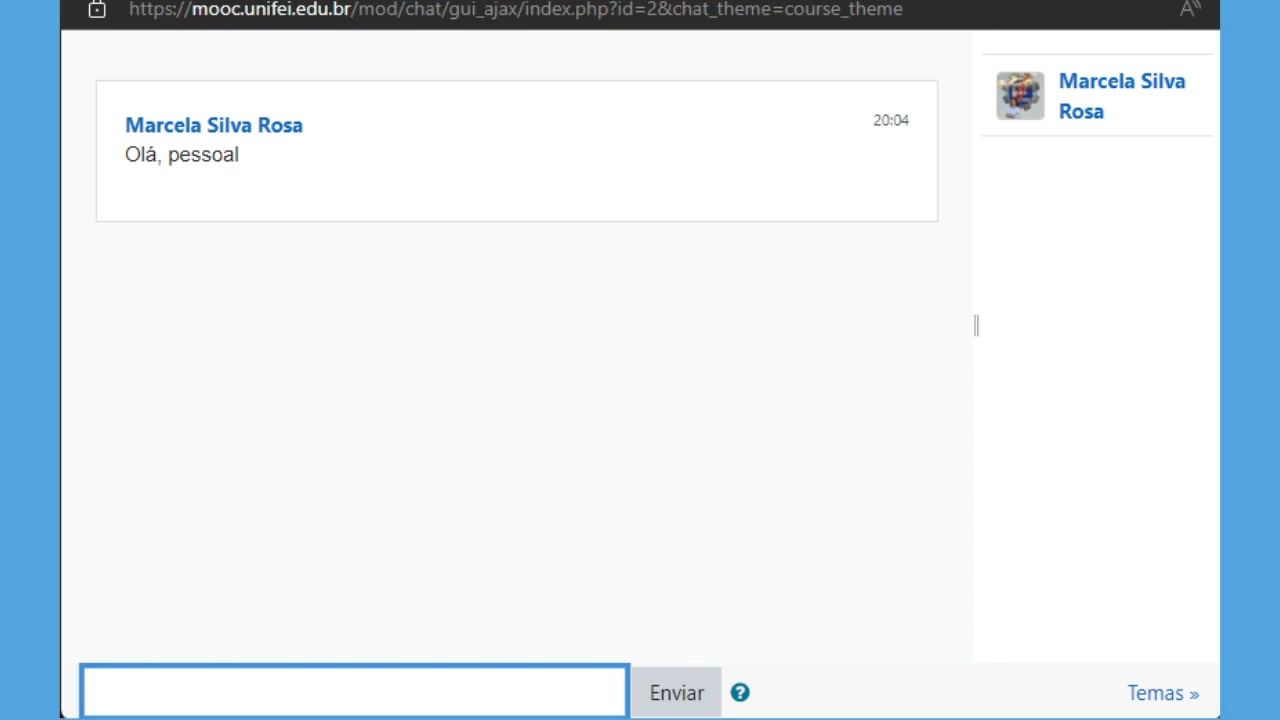 https://mooc.unifei.edu.br/mod/chat/gui_ajax/index.php?id=2&chat_theme=course_theme
Marcela Silva Rosa
20:04
Olá, pessoal
Marcela Silva
Rosa
Enviar
Temas »